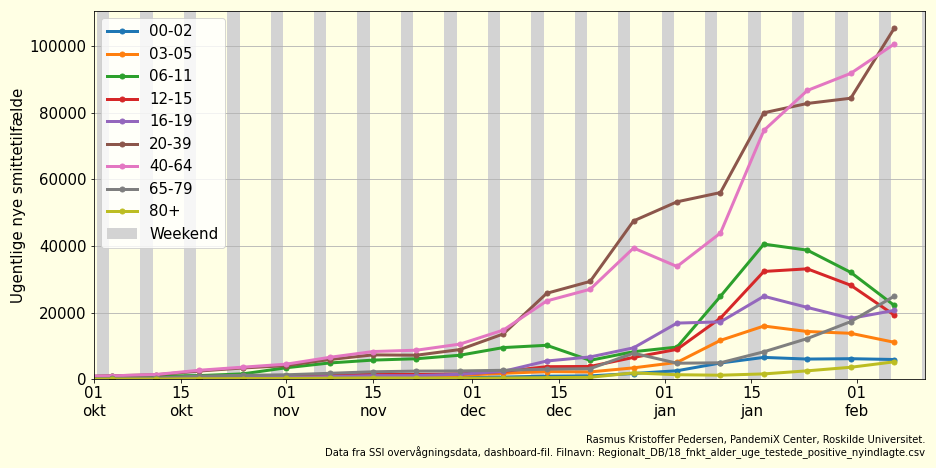 Ugentlige nye smittetilfælde
100000
80000
60000
40000
20000
0
00-02
03-05
06-11
12-15
16-19
20-39
40-64
65-79
80+
Weekend
01 15 01 15 01 15 01 15 01
okt okt nov nov dec dec jan jan feb
Rasmus Kristoffer Pedersen, PandemiX Center, Roskilde Universitet.
Data fra SSI overvågningsdata, dashboard-fil. Filnavn: Regionalt_DB/18_fnkt_alder_uge_testede_positive_nyindlagte.csv